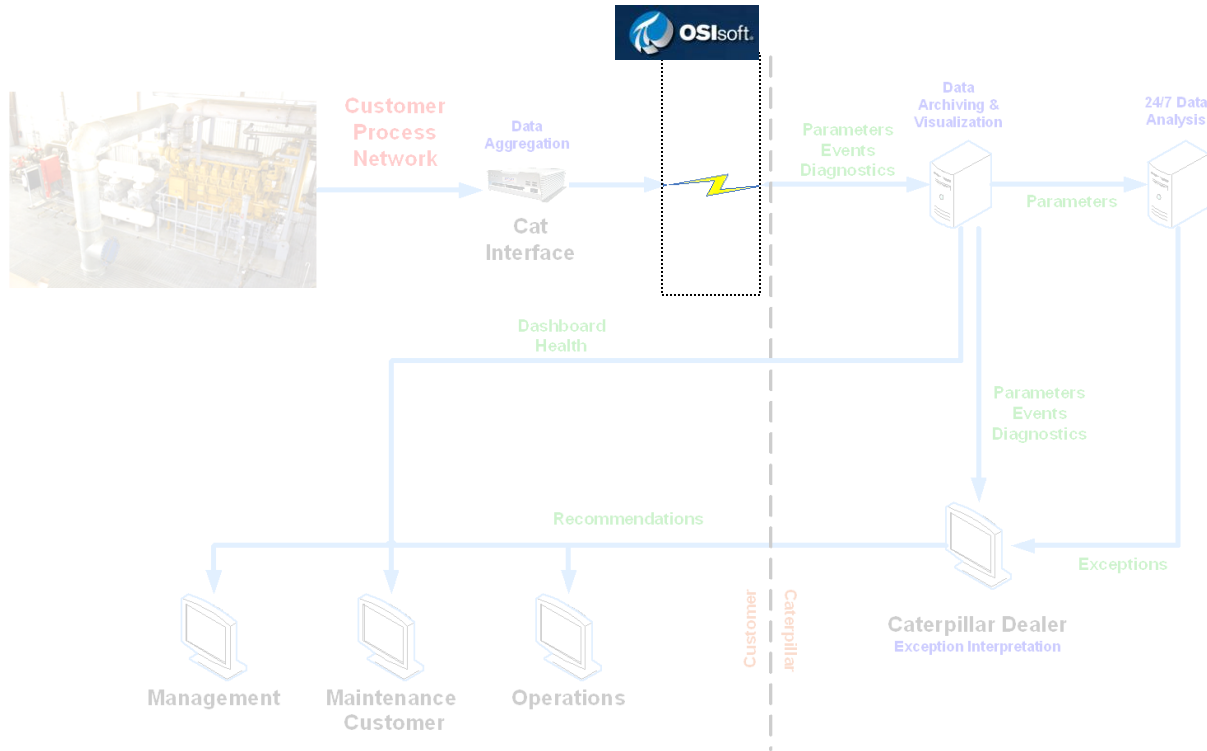 OSIsoft.
Customer
Process
Network
Data
Aggregation
Cat
Interface
Parameters
Events
Diagnostics
Data
Archiving &
Visualization
Parameters
24/7 Data
Analysis
Dashboard
Health
Parameters
Events
Diagnostics
Recommendations
Exceptions
Customer
Caterpillar
Caterpillar Dealer
Exception Interpretation
Management
Maintenance
Customer
Operations